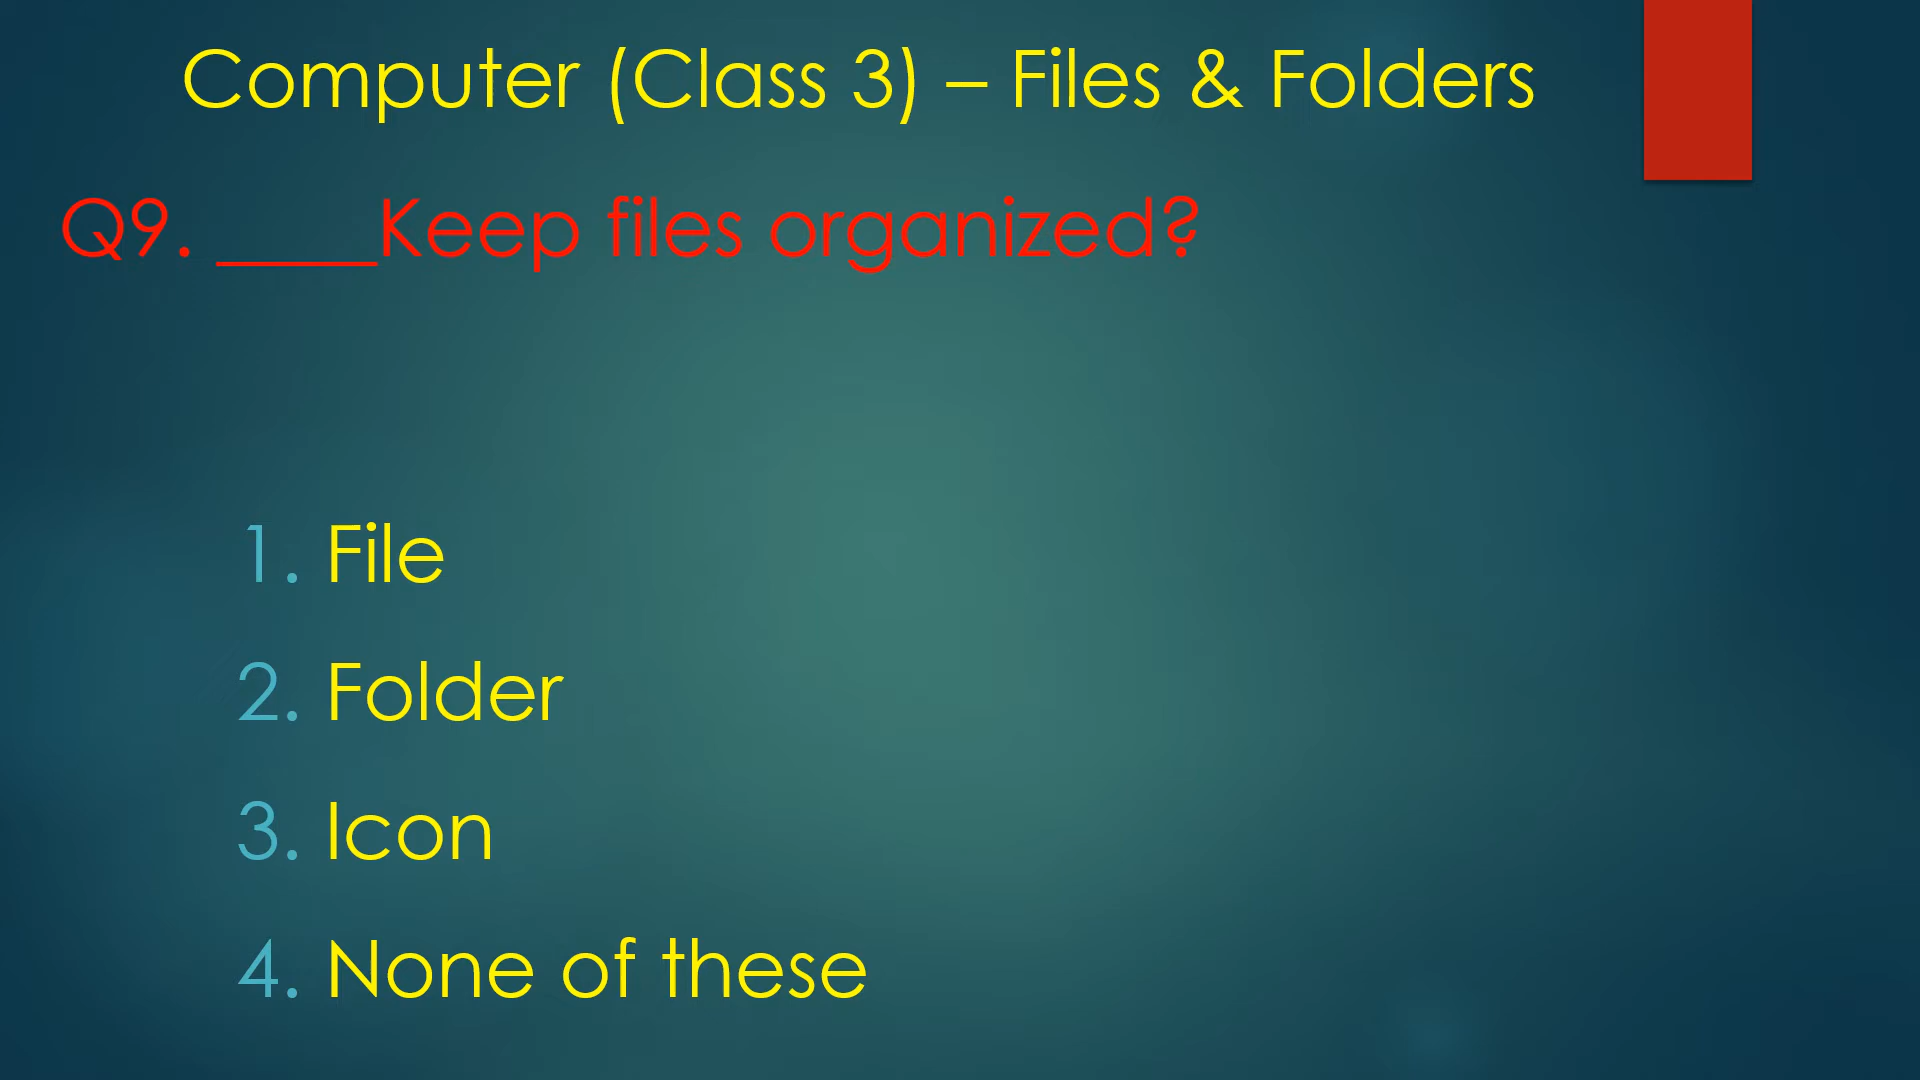 Computer (Class 3) – Files & Folders
Q9. ____Keep files organized?
1. File
2. Folder
3. Icon
4. None of these